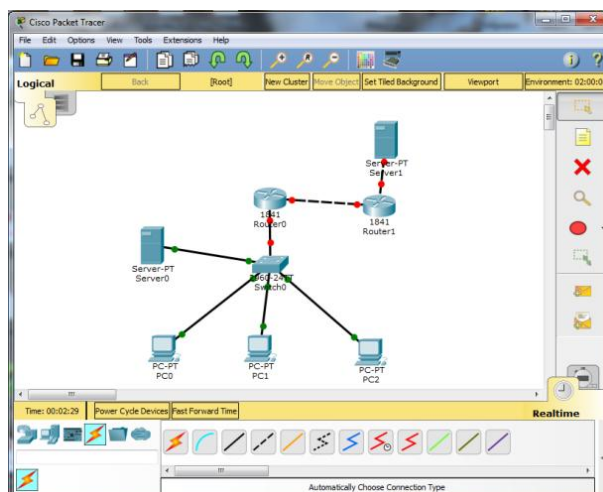 Cisco Packet Tracer
File Edit Options View Tools Extensions Help
Logical Back [Root] New Cluster Move Object Set Tiled Background Viewport Environment: 02:00:0
Server-PT
Server1
1841
Router0
1841
Router1
Server-PT
Server0
2960-24TT
Switch0
PC-PT
PC0
PC-PT
PC1
PC-PT
PC2
Time: 00:02:29 Power Cycle Devices Fast Forward Time Realtime
Automatically Choose Connection Type